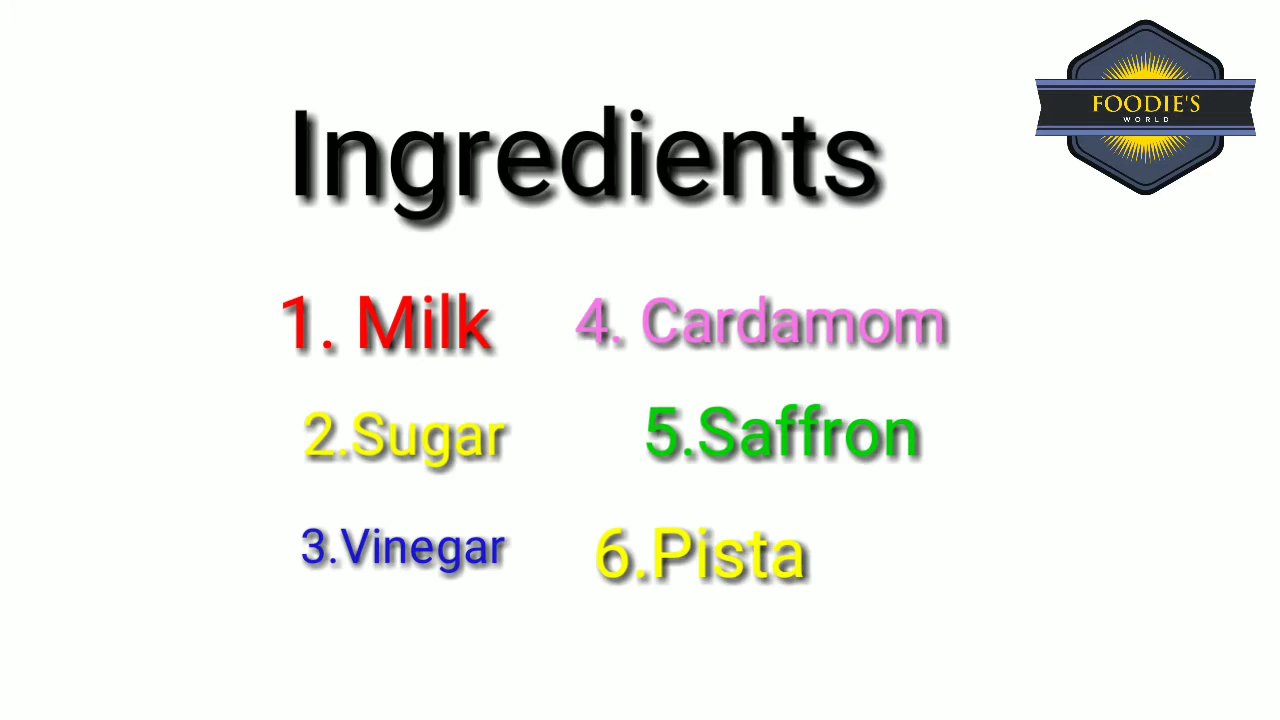 FOODIE'S
WORLD
Ingredients
1. Milk
2.Sugar
3.Vinegar
4. Cardamom
5.Saffron
6.Pista